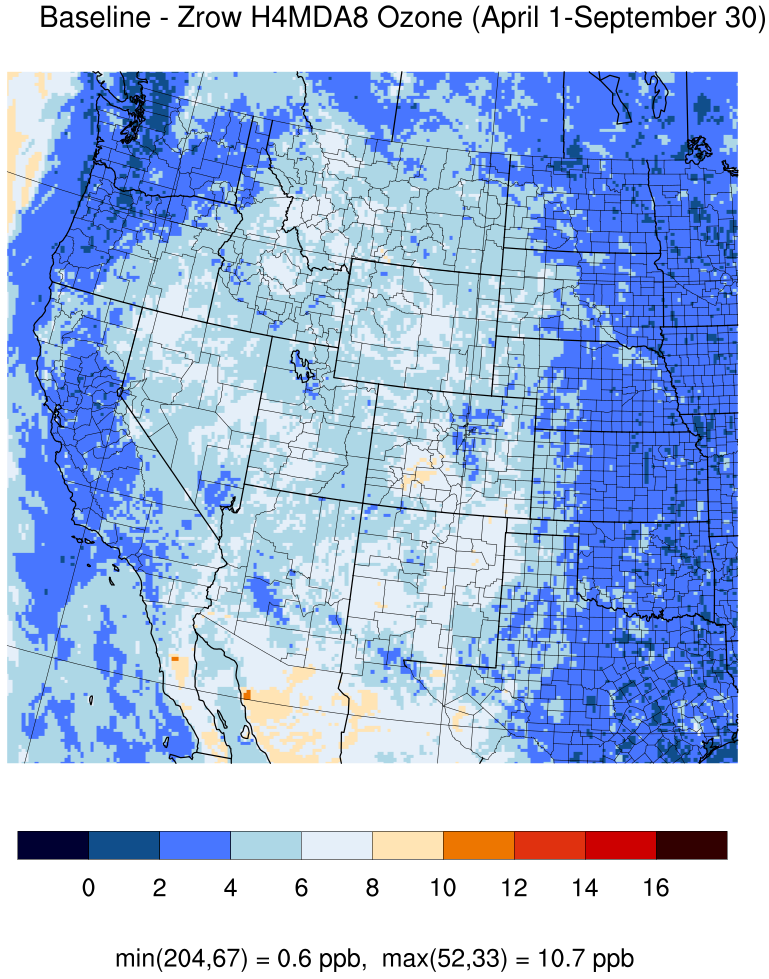 Baseline - Zrow H4MDA8 Ozone (April 1-September 30)
0 2 4 6 8 10 12 14 16
min(204,67) = 0.6 ppb, max(52,33) = 10.7 ppb